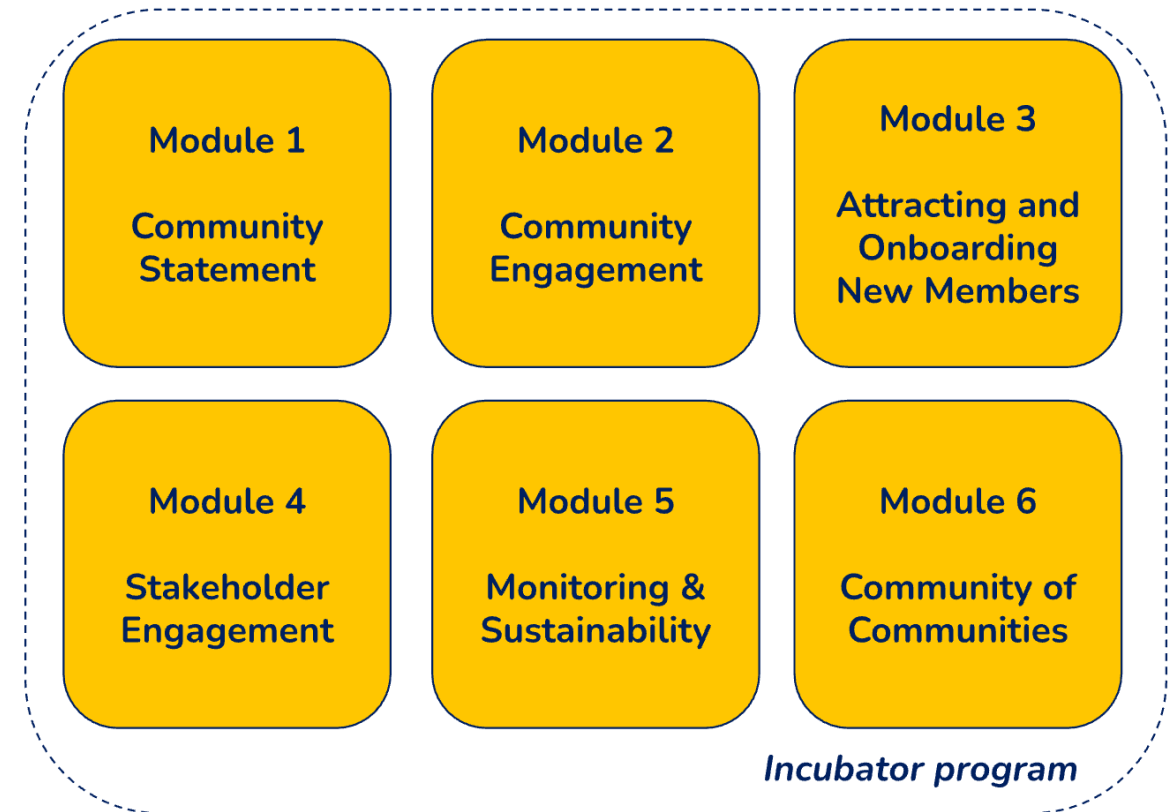 Module 1
Community
Statement
Module 2
Community
Engagement
Module 3
Attracting and
Onboarding
New Members
Module 4
Stakeholder
Engagement
Module 5
Monitoring &
Sustainability
Module 6
Community of
Communities
Incubator program